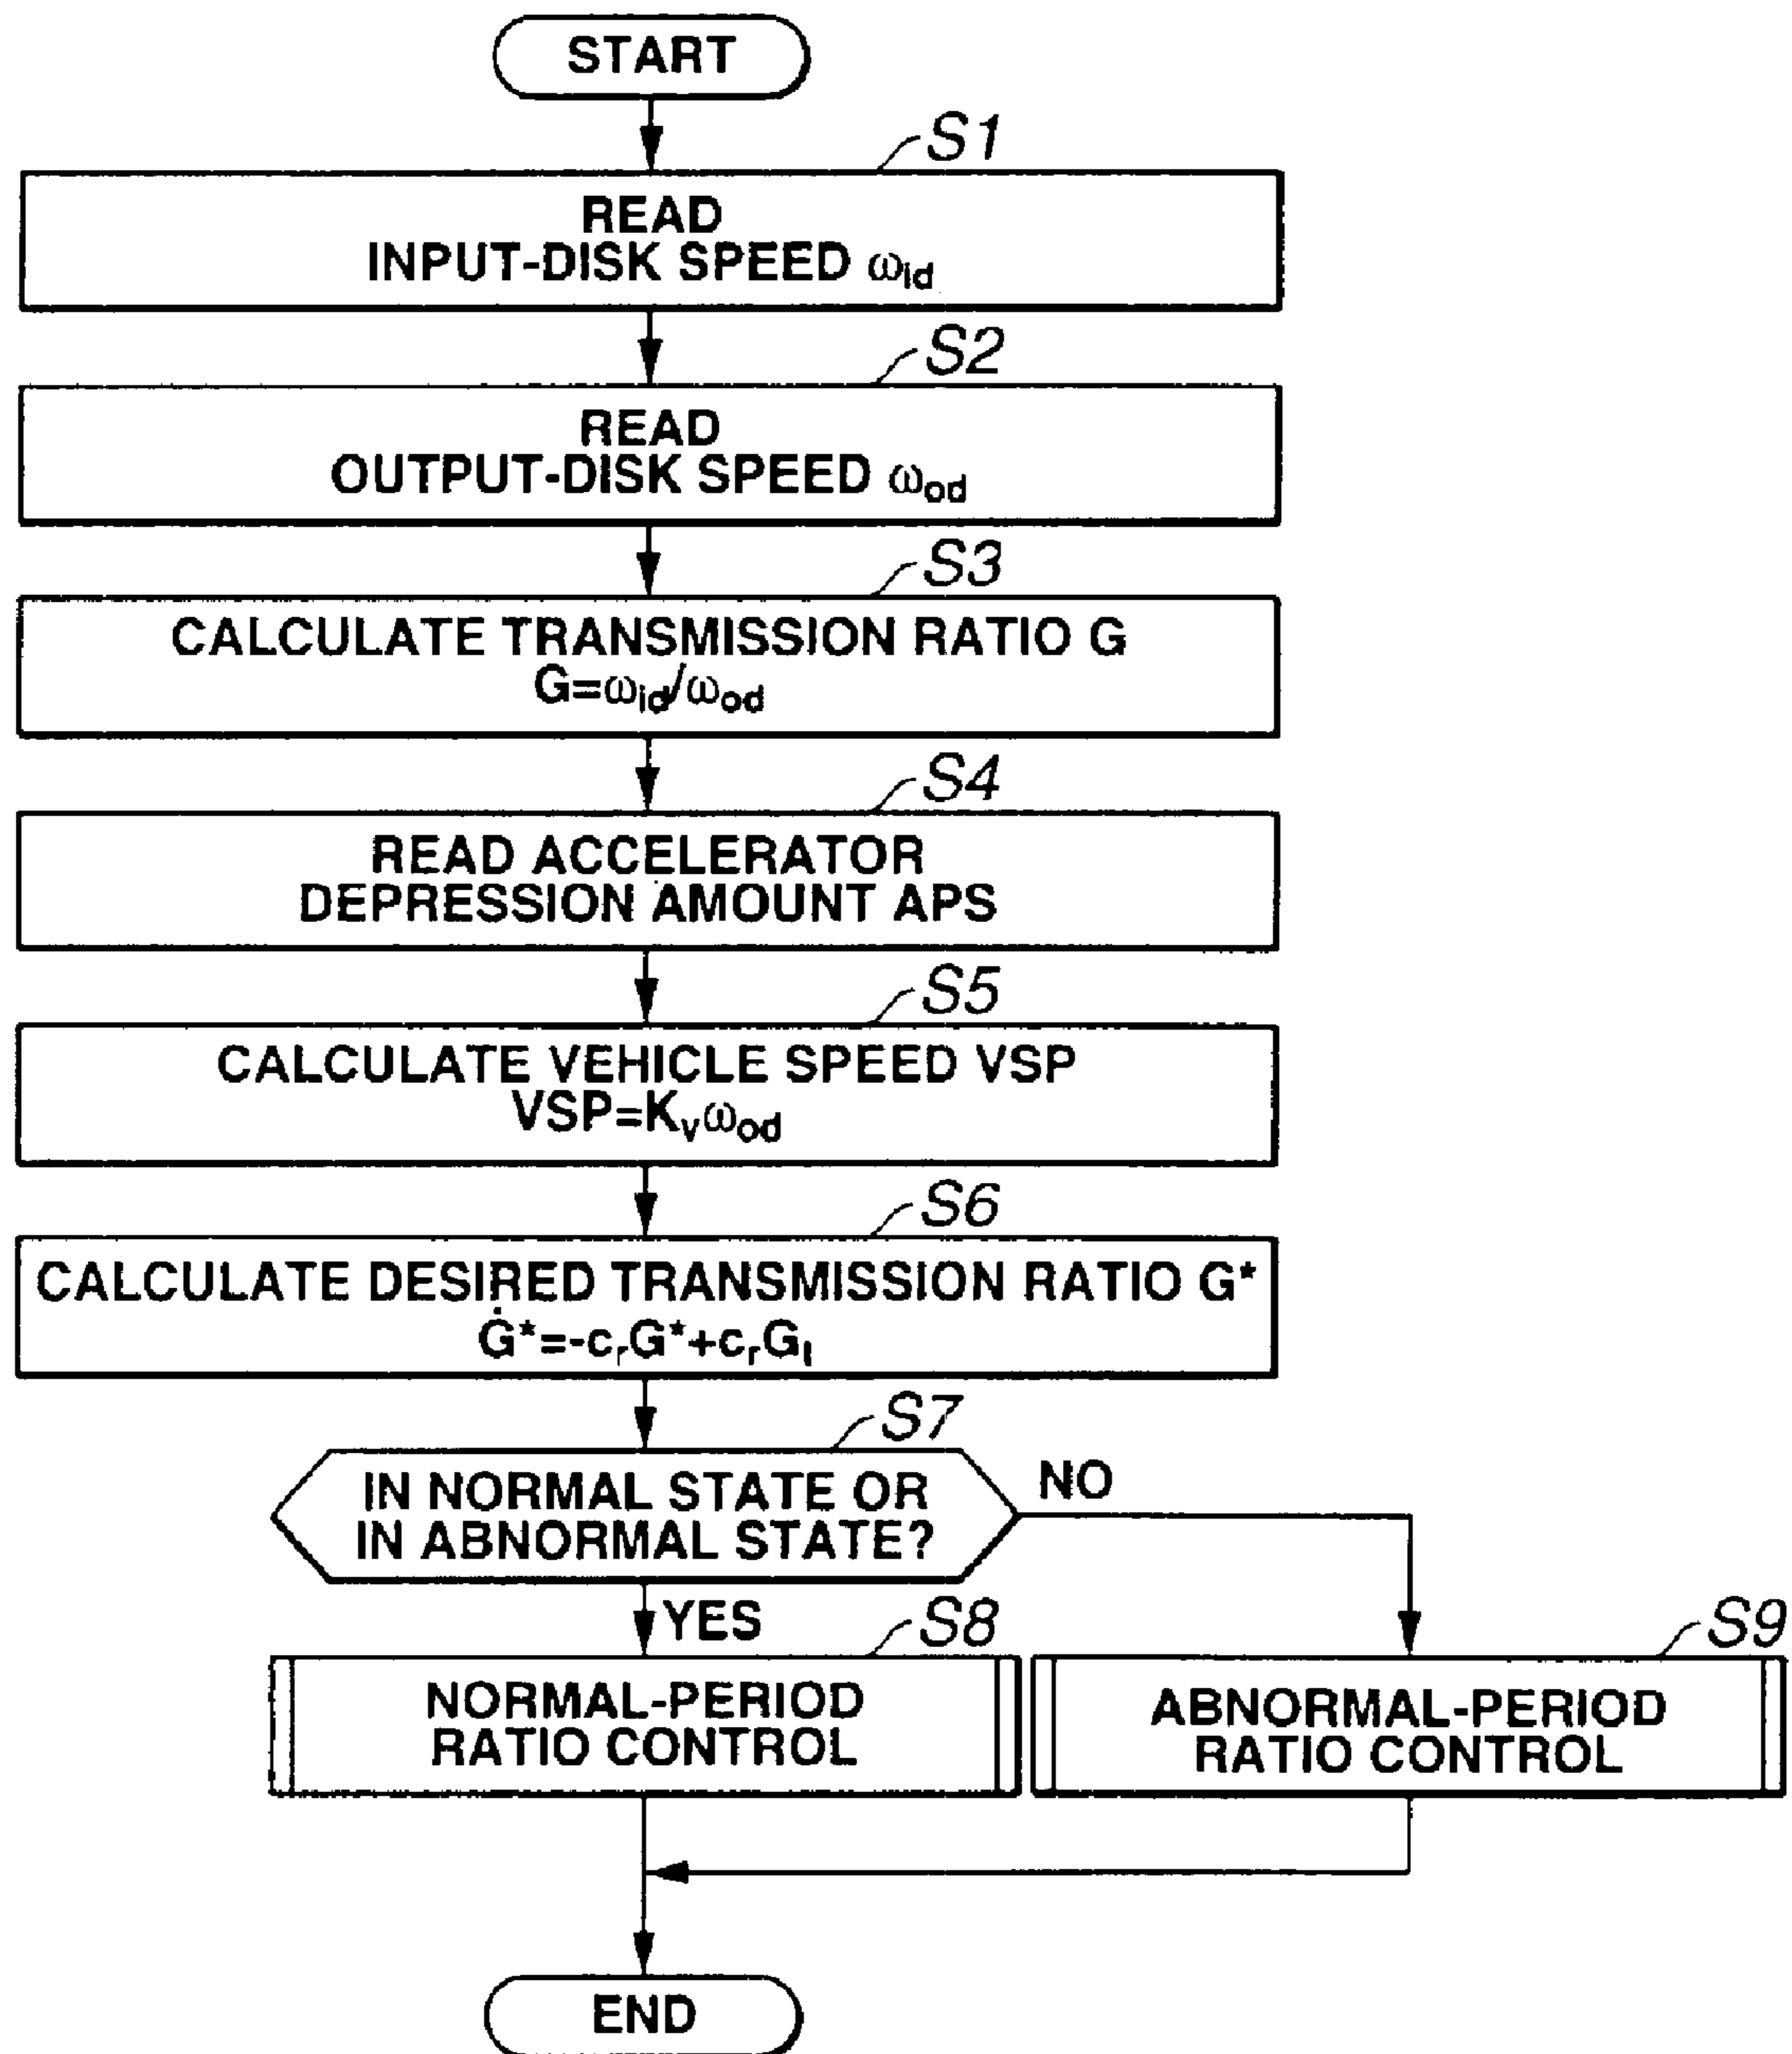 START
S1
READ
INPUT-DISK SPEED ωid
S2
READ
OUTPUT-DISK SPEED ωod
S3
CALCULATE TRANSMISSION RATIO G
G=ωid/ωod
S4
READ ACCELERATOR
DEPRESSION AMOUNT APS
S5
CALCULATE VEHICLE SPEED VSP
VSP=Kvωod
S6
CALCULATE DESIRED TRANSMISSION RATIO G*
Ġ*=-crG*+crGt
S7
IN NORMAL STATE OR
IN ABNORMAL STATE?
NO
YES
S8
NORMAL-PERIOD
RATIO CONTROL
S9
ABNORMAL-PERIOD
RATIO CONTROL
END